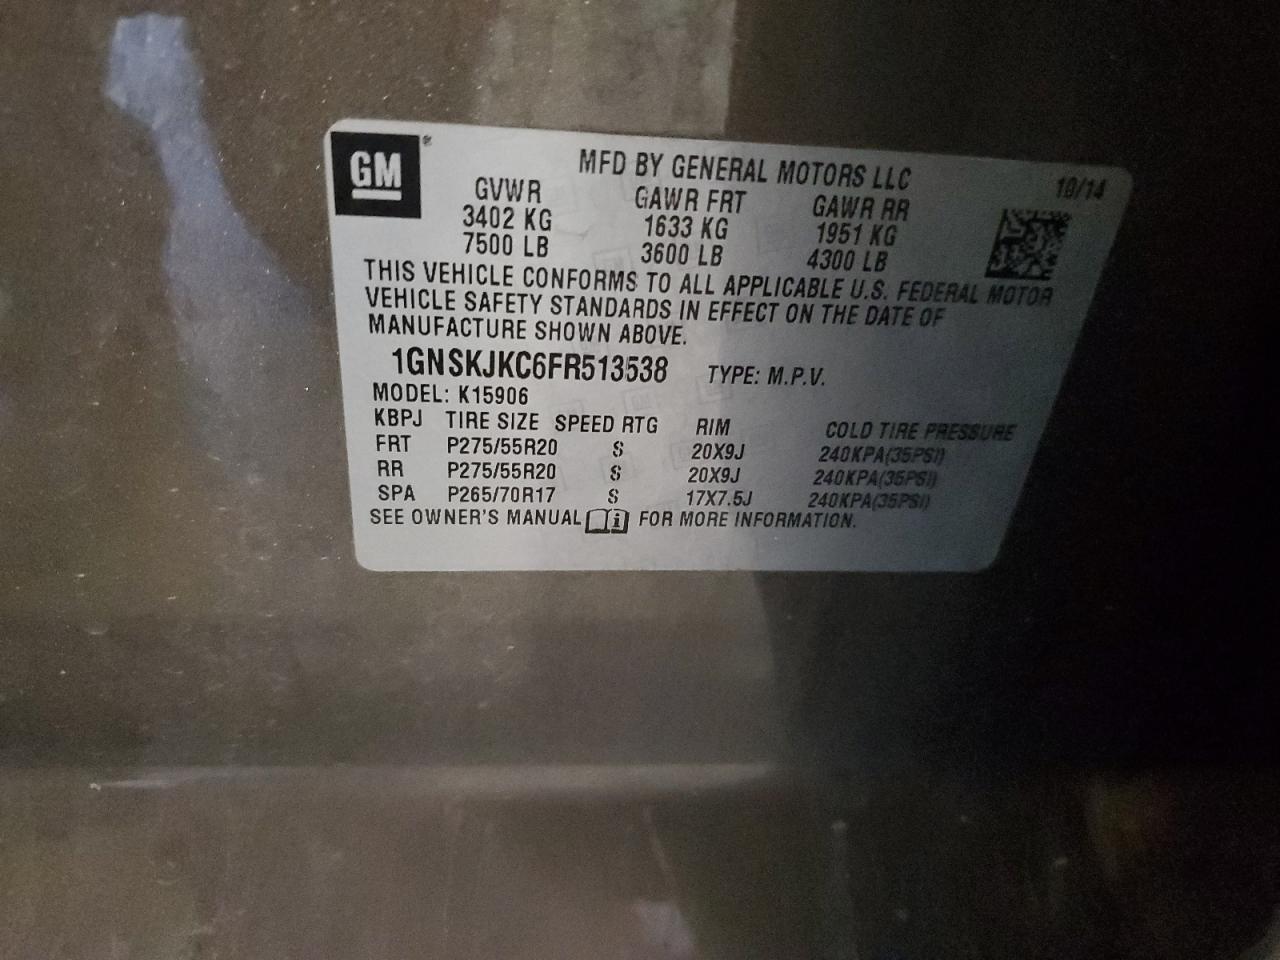 GM®
MFD BY GENERAL MOTORS LLC
10/14
GVWR GAWR FRT GAWR RR
3402 KG 1633 KG 1951 KG
7500 LB 3600 LB 4300 LB
THIS VEHICLE CONFORMS TO ALL APPLICABLE U.S. FEDERAL MOTOR
VEHICLE SAFETY STANDARDS IN EFFECT ON THE DATE OF
MANUFACTURE SHOWN ABOVE.
1GNSKJKC6FR513538 TYPE: M.P.V.
MODEL: K15906
KBPJ TIRE SIZE SPEED RTG RIM COLD TIRE PRESSURE
FRT P275/55R20 S 20X9J 240KPA(35PSI)
RR P275/55R20 S 20X9J 240KPA(35PSI)
SPA P265/70R17 S 17X7.5J 240KPA(35PSI)
SEE OWNER'S MANUAL i FOR MORE INFORMATION.